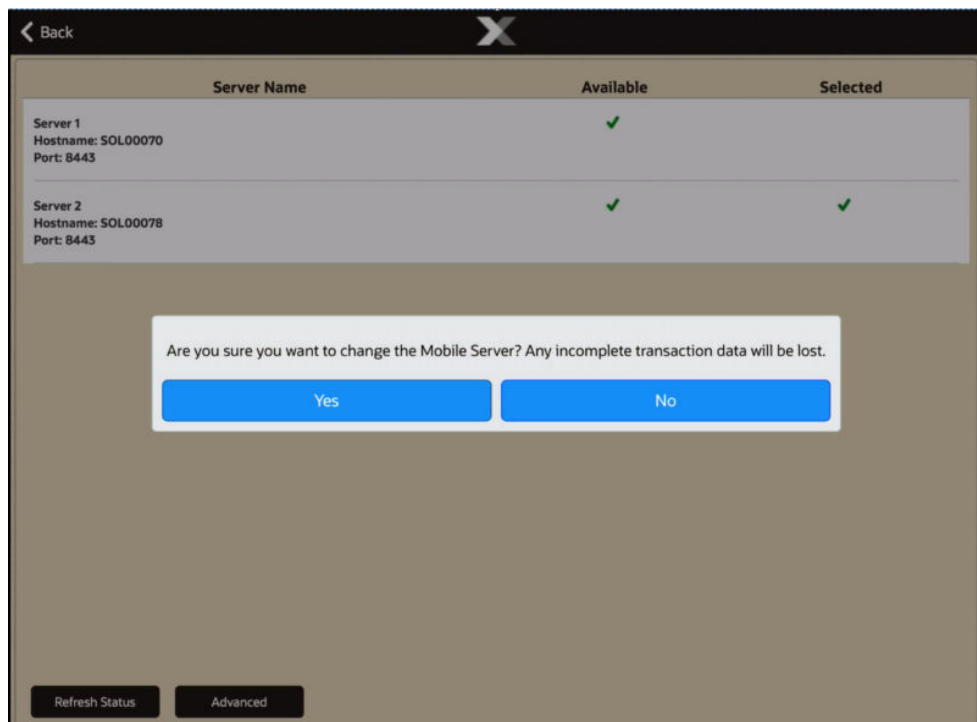 Back
Server Name Available Selected
Server 1
Hostname: SOL00070
Port: 8443
Server 2
Hostname: SOL00078
Port: 8443
Are you sure you want to change the Mobile Server? Any incomplete transaction data will be lost.
Yes No
Refresh Status Advanced